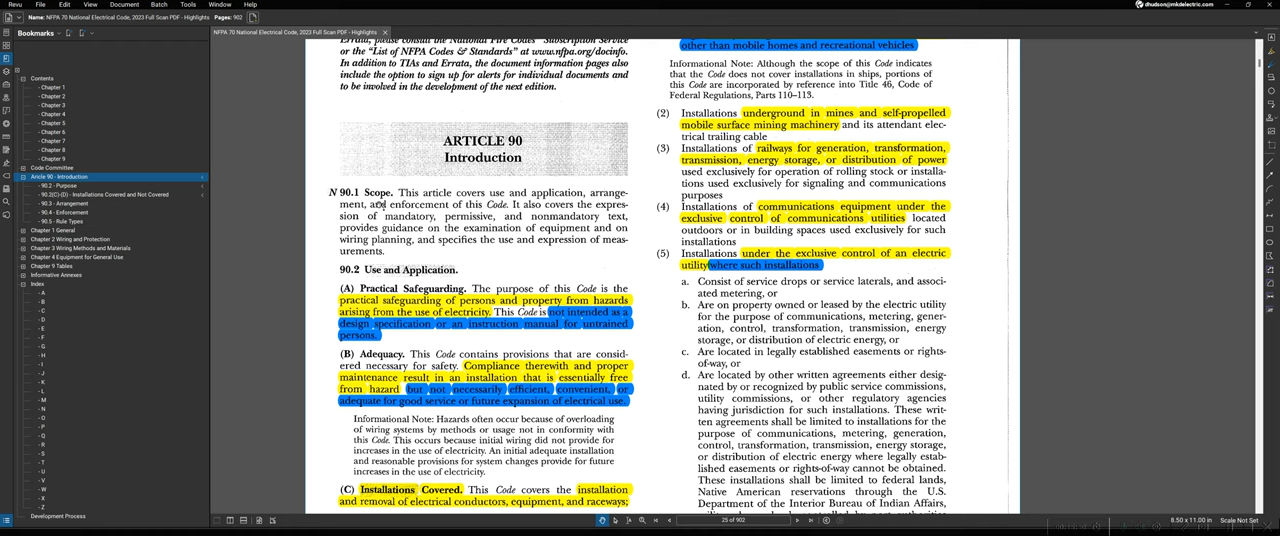 Revu File Edit View Document Batch Tools Window Help
dhudson@mkdelectric.com
Name: NFPA 70 National Electrical Code, 2023 Full Scan PDF - Highlights Pages: 902
Bookmarks
NFPA 70 National Electrical Code, 2023 Full Scan PDF - Highlights
Contents
Chapter 1
Chapter 2
Chapter 3
Chapter 4
Chapter 5
Chapter 6
Chapter 7
Chapter 8
Chapter 9
Code Committee
Aricle 90 - Introduction
90.2 - Purpose
90.2(C)-(D) - Installations Covered and Not Covered
90.3 - Arrangement
90.4 - Enforcement
90.5 - Rule Types
Chapter 1 General
Chapter 2 Wiring and Protection
Chapter 3 Wiring Methods and Materials
Chapter 4 Equipment for General Use
Chapter 9 Tables
Informative Annexes
Index
A
B
C
D
E
F
G
H
I
J
K
L
M
N
O
P
Q
R
S
T
U
V
W
X
Z
Development Process
Errata, please consult the National Fire Codes® Subscription Service
or the "List of NFPA Codes & Standards" at www.nfpa.org/docinfo.
In addition to TIAs and Errata, the document information pages also
include the option to sign up for alerts for individual documents and
to be involved in the development of the next edition.
ARTICLE 90
Introduction
N 90.1 Scope. This article covers use and application, arrange-
ment, and enforcement of this Code. It also covers the expres-
sion of mandatory, permissive, and nonmandatory text,
provides guidance on the examination of equipment and on
wiring planning, and specifies the use and expression of meas-
urements.
90.2 Use and Application.
(A) Practical Safeguarding. The purpose of this Code is the
practical safeguarding of persons and property from hazards
arising from the use of electricity. This Code is not intended as a
design specification or an instruction manual for untrained
persons.
(B) Adequacy. This Code contains provisions that are consid-
ered necessary for safety. Compliance therewith and proper
maintenance result in an installation that is essentially free
from hazard but not necessarily efficient, convenient, or
adequate for good service or future expansion of electrical use.
Informational Note: Hazards often occur because of overloading
of wiring systems by methods or usage not in conformity with
this Code. This occurs because initial wiring did not provide for
increases in the use of electricity. An initial adequate installation
and reasonable provisions for system changes provide for future
increases in the use of electricity.
(C) Installations Covered. This Code covers the installation
and removal of electrical conductors, equipment, and raceways;
other than mobile homes and recreational vehicles
Informational Note: Although the scope of this Code indicates
that the Code does not cover installations in ships, portions of
this Code are incorporated by reference into Title 46, Code of
Federal Regulations, Parts 110–113.
(2) Installations underground in mines and self-propelled
mobile surface mining machinery and its attendant elec-
trical trailing cable
(3) Installations of railways for generation, transformation,
transmission, energy storage, or distribution of power
used exclusively for operation of rolling stock or installa-
tions used exclusively for signaling and communications
purposes
(4) Installations of communications equipment under the
exclusive control of communications utilities located
outdoors or in building spaces used exclusively for such
installations
(5) Installations under the exclusive control of an electric
utility where such installations
a. Consist of service drops or service laterals, and associ-
ated metering, or
b. Are on property owned or leased by the electric utility
for the purpose of communications, metering, gener-
ation, control, transformation, transmission, energy
storage, or distribution of electric energy, or
c. Are located in legally established easements or rights-
of-way, or
d. Are located by other written agreements either desig-
nated by or recognized by public service commissions,
utility commissions, or other regulatory agencies
having jurisdiction for such installations. These writ-
ten agreements shall be limited to installations for the
purpose of communications, metering, generation,
control, transformation, transmission, energy storage,
or distribution of electric energy where legally estab-
lished easements or rights-of-way cannot be obtained.
These installations shall be limited to federal lands,
Native American reservations through the U.S.
Department of the Interior Bureau of Indian Affairs,
25 of 902
8.50 x 11.00 in
Scale Not Set